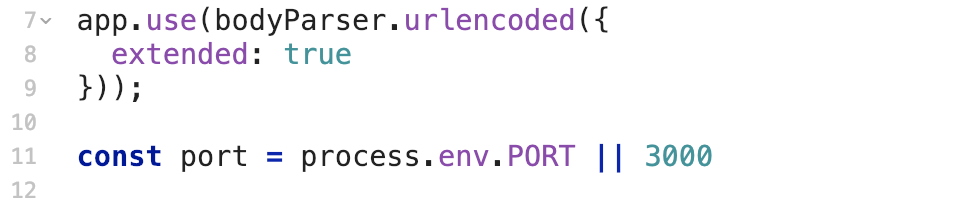 7 app.use(bodyParser.urlencoded({
8   extended: true
9 }));
10
11 const port = process.env.PORT || 3000
12